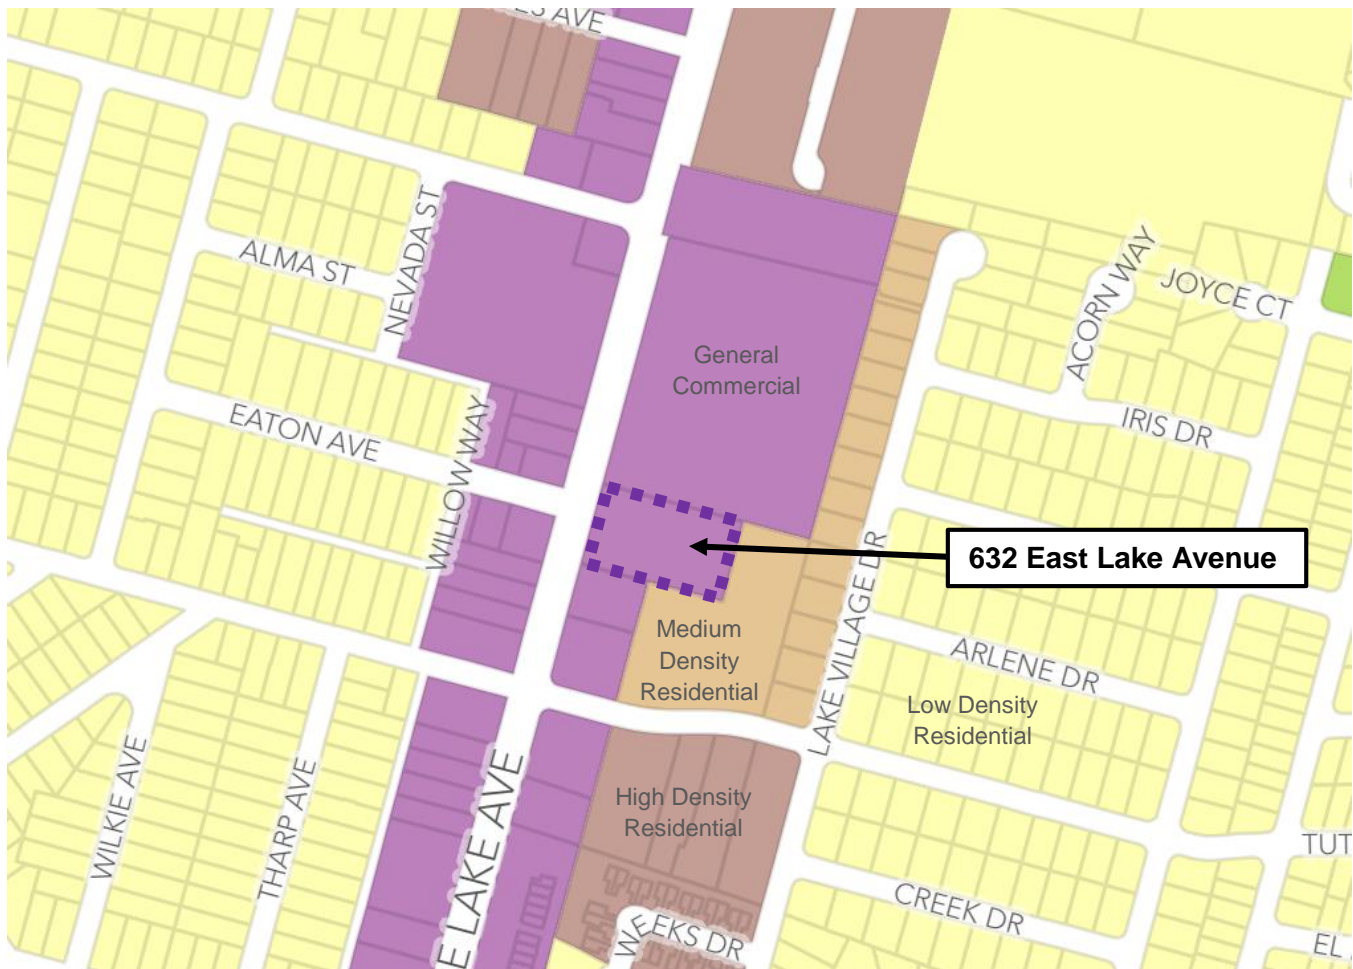 AVE
NEVADA ST
ALMA ST
ACORN WAY
JOYCE CT
General
Commercial
EATON AVE
WILLOW WAY
IRIS DR
632 East Lake Avenue
LAKE VILLAGE DR
Medium
Density
Residential
ARLENE DR
Low Density
Residential
WILKIE AVE
THARP AVE
E LAKE AVE
High Density
Residential
TUT
CREEK DR
WEEKS DR
EL